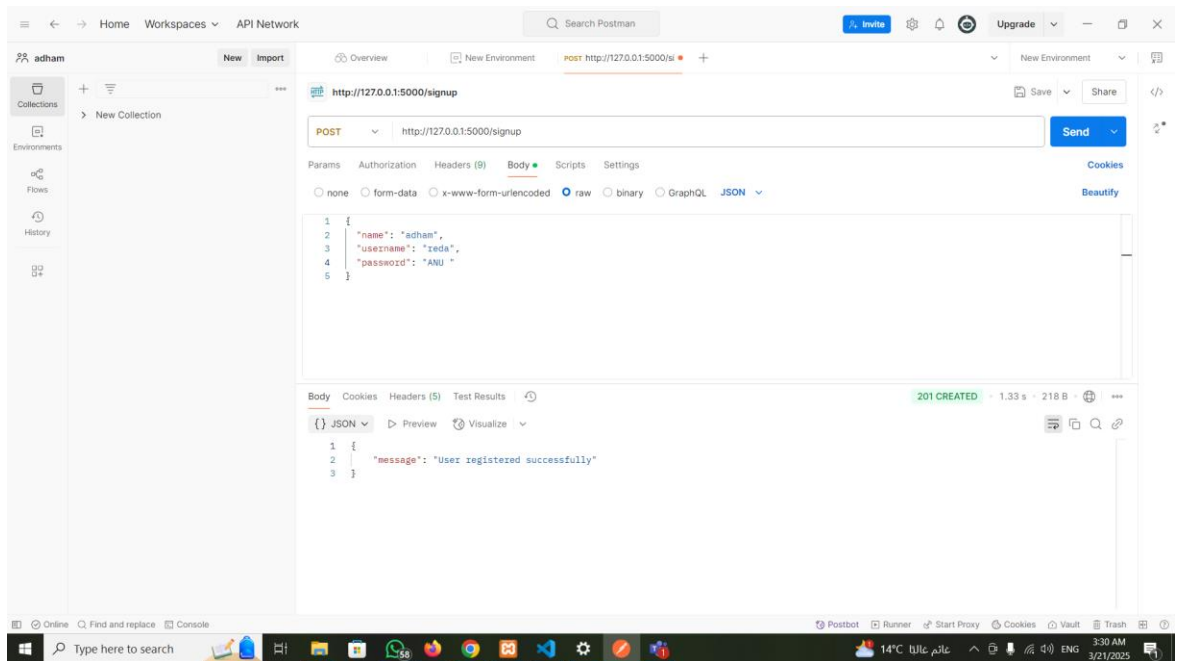 Home Workspaces API Network Search Postman Invite Upgrade
adham New Import Overview New Environment POST http://127.0.0.1:5000/si + New Environment
Collections
Environments
Flows
History
New Collection
HTTP http://127.0.0.1:5000/signup Save Share
POST http://127.0.0.1:5000/signup Send
Params Authorization Headers (9) Body Scripts Settings Cookies
none form-data x-www-form-urlencoded raw binary GraphQL JSON Beautify
1 {
2 "name": "adham",
3 "username": "reda",
4 "password": "ANU "
5 }
Body Cookies Headers (5) Test Results 201 CREATED 1.33 s 218 B
{} JSON Preview Visualize
1 {
2 "message": "User registered successfully"
3 }
Online Find and replace Console Postbot Runner Start Proxy Cookies Vault Trash
Type here to search 58 14°C غائم غالبًا ENG 3:30 AM
3/21/2025 1